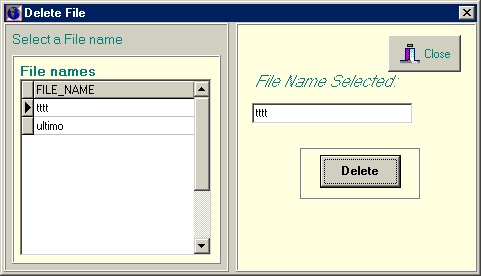 Delete File
Select a File name
File names
FILE_NAME
tttt
ultimo
Close
File Name Selected:
tttt
Delete